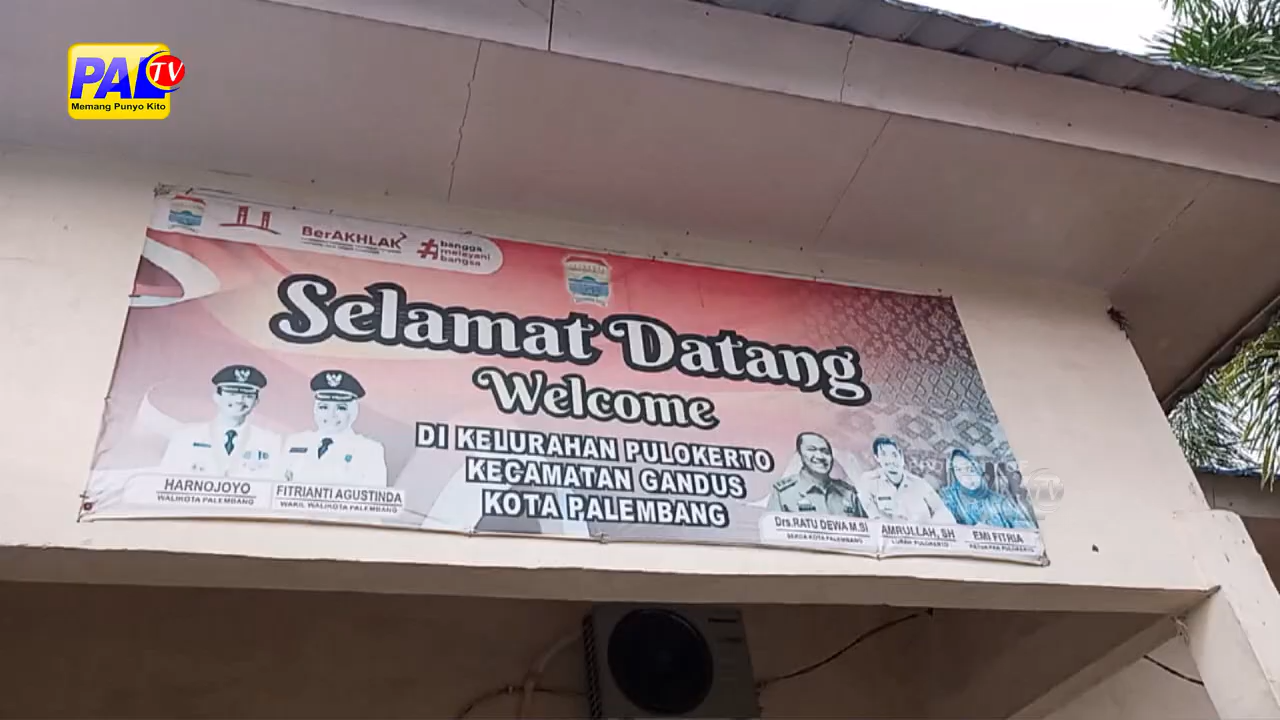 PAL TV
Memang Punyo Kito
BerAKHLAK
#bangga
melayani
bangsa
Selamat Datang
Welcome
DI KELURAHAN PULOKERTO
KECAMATAN GANDUS
KOTA PALEMBANG
HARNOJOYO
WALIKOTA PALEMBANG
FITRIANTI AGUSTINDA
WAKIL WALIKOTA PALEMBANG
Drs.RATU DEWA M.SI
SEKDA KOTA PALEMBANG
AMRULLAH, SH
LURAH PULOKERTO
EMI FITRIA
KETUA PKK PULOKERTO
TV